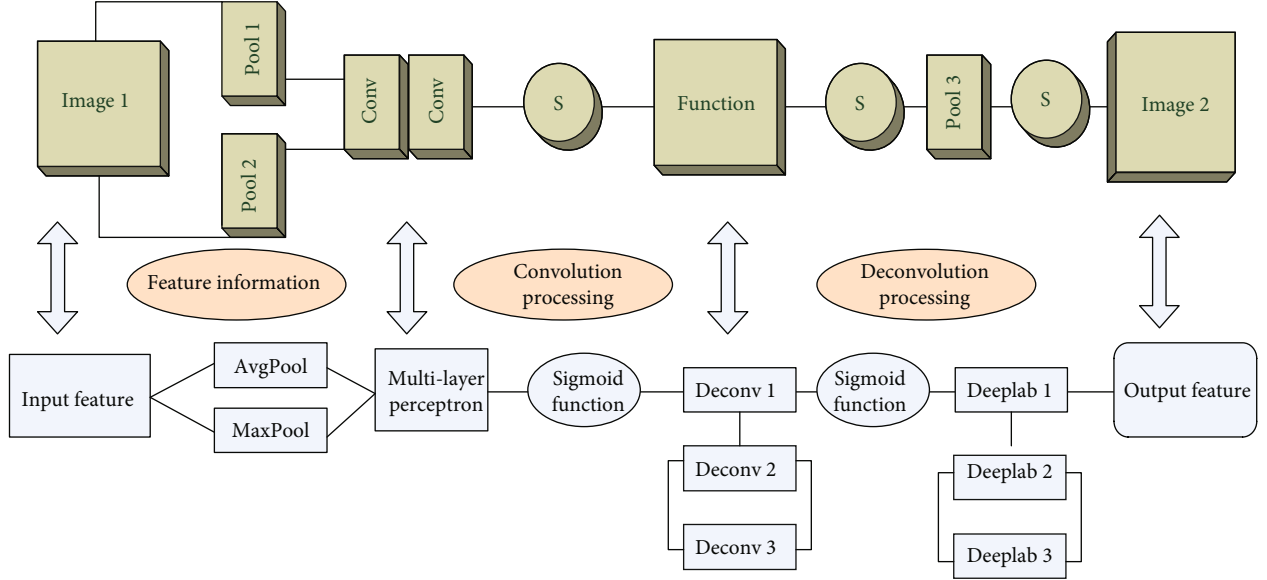 Image 1
Pool 1
Pool 2
Conv
Conv
S
Function
S
Pool 3
S
Image 2
Feature information
Convolution
processing
Deconvolution
processing
Input feature
AvgPool
MaxPool
Multi-layer
perceptron
Sigmoid
function
Deconv 1
Deconv 2
Deconv 3
Sigmoid
function
Deeplab 1
Deeplab 2
Deeplab 3
Output feature